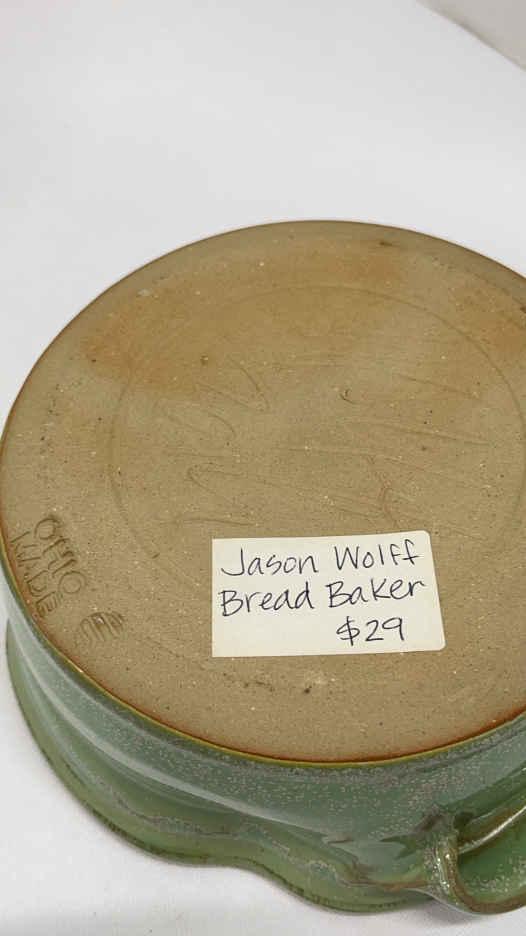 OHIO
MADE
Jason Wolff
Bread Baker
$29